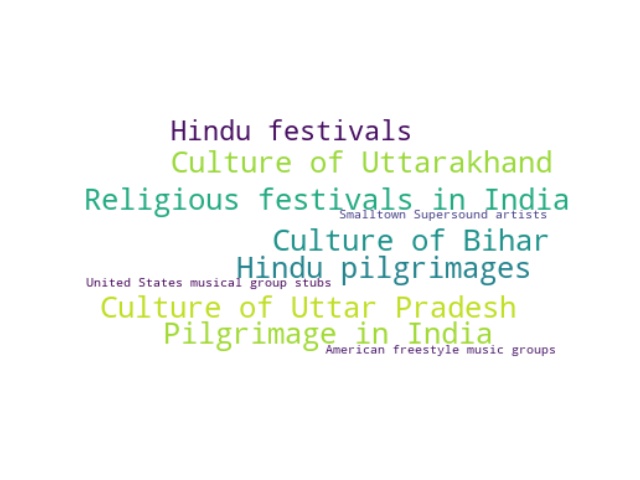 Hindu festivals
Culture of Uttarakhand
Religious festivals in India
Smalltown Supersound artists
Culture of Bihar
Hindu pilgrimages
United States musical group stubs
Culture of Uttar Pradesh
Pilgrimage in India
American freestyle music groups